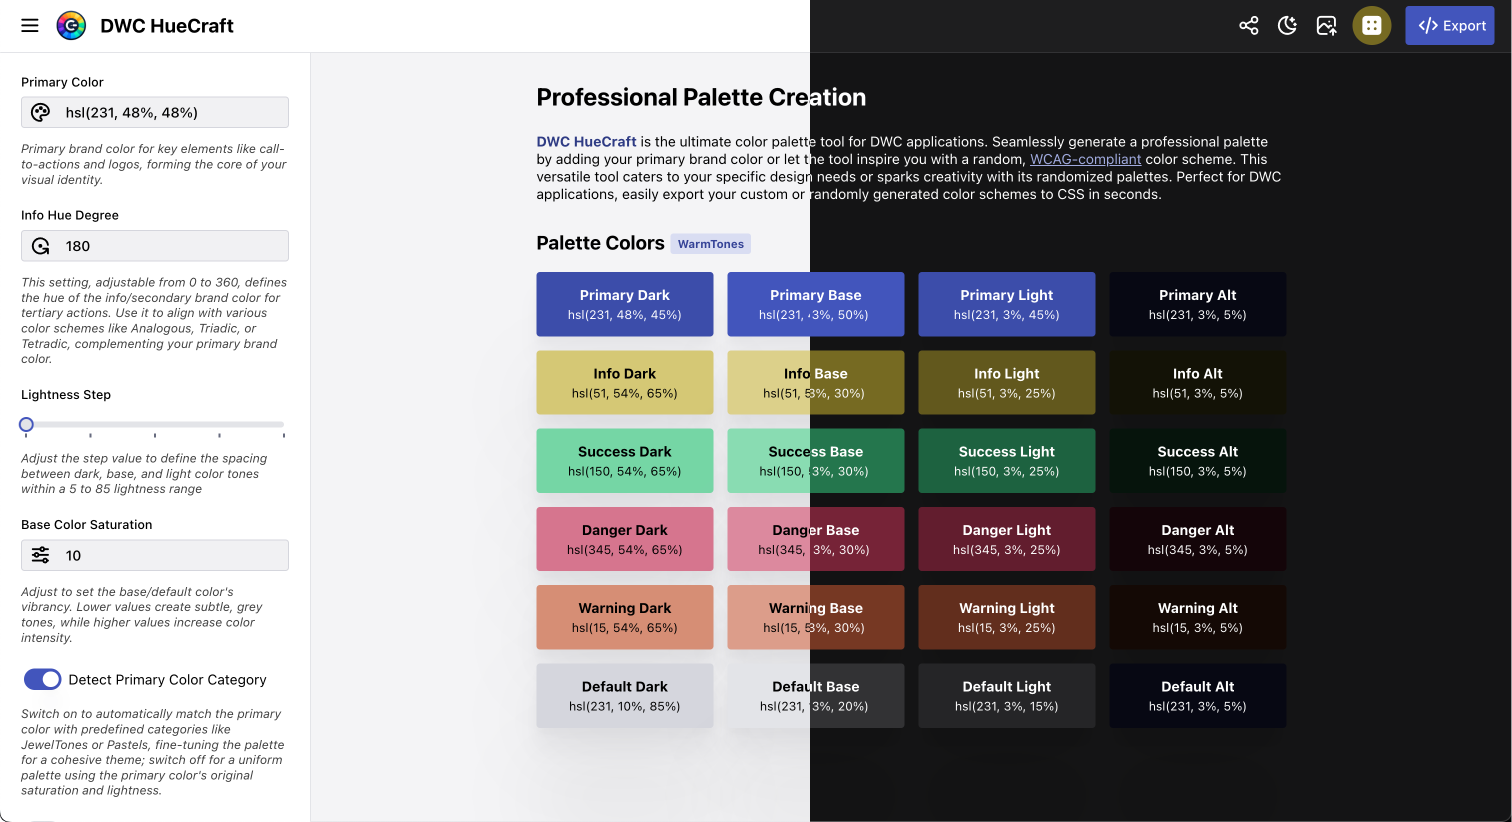 DWC HueCraft
Export
Primary Color
hsl(231, 48%, 48%)
Primary brand color for key elements like call-
to-actions and logos, forming the core of your
visual identity.
Info Hue Degree
180
This setting, adjustable from 0 to 360, defines
the hue of the info/secondary brand color for
tertiary actions. Use it to align with various
color schemes like Analogous, Triadic, or
Tetradic, complementing your primary brand
color.
Lightness Step
Adjust the step value to define the spacing
between dark, base, and light color tones
within a 5 to 85 lightness range
Base Color Saturation
10
Adjust to set the base/default color's
vibrancy. Lower values create subtle, grey
tones, while higher values increase color
intensity.
Detect Primary Color Category
Switch on to automatically match the primary
color with predefined categories like
JewelTones or Pastels, fine-tuning the palette
for a cohesive theme; switch off for a uniform
palette using the primary color's original
saturation and lightness.
Professional Palette Creation
DWC HueCraft is the ultimate color palette tool for DWC applications. Seamlessly generate a professional palette
by adding your primary brand color or let the tool inspire you with a random, WCAG-compliant color scheme. This
versatile tool caters to your specific design needs or sparks creativity with its randomized palettes. Perfect for DWC
applications, easily export your custom or randomly generated color schemes to CSS in seconds.
Palette Colors WarmTones
Primary Dark
hsl(231, 48%, 45%)
Primary Base
hsl(231, 3%, 50%)
Primary Light
hsl(231, 3%, 45%)
Primary Alt
hsl(231, 3%, 5%)
Info Dark
hsl(51, 54%, 65%)
Info Base
hsl(51, 3%, 30%)
Info Light
hsl(51, 3%, 25%)
Info Alt
hsl(51, 3%, 5%)
Success Dark
hsl(150, 54%, 65%)
Success Base
hsl(150, 3%, 30%)
Success Light
hsl(150, 3%, 25%)
Success Alt
hsl(150, 3%, 5%)
Danger Dark
hsl(345, 54%, 65%)
Danger Base
hsl(345, 3%, 30%)
Danger Light
hsl(345, 3%, 25%)
Danger Alt
hsl(345, 3%, 5%)
Warning Dark
hsl(15, 54%, 65%)
Warning Base
hsl(15, 3%, 30%)
Warning Light
hsl(15, 3%, 25%)
Warning Alt
hsl(15, 3%, 5%)
Default Dark
hsl(231, 10%, 85%)
Default Base
hsl(231, 3%, 20%)
Default Light
hsl(231, 3%, 15%)
Default Alt
hsl(231, 3%, 5%)